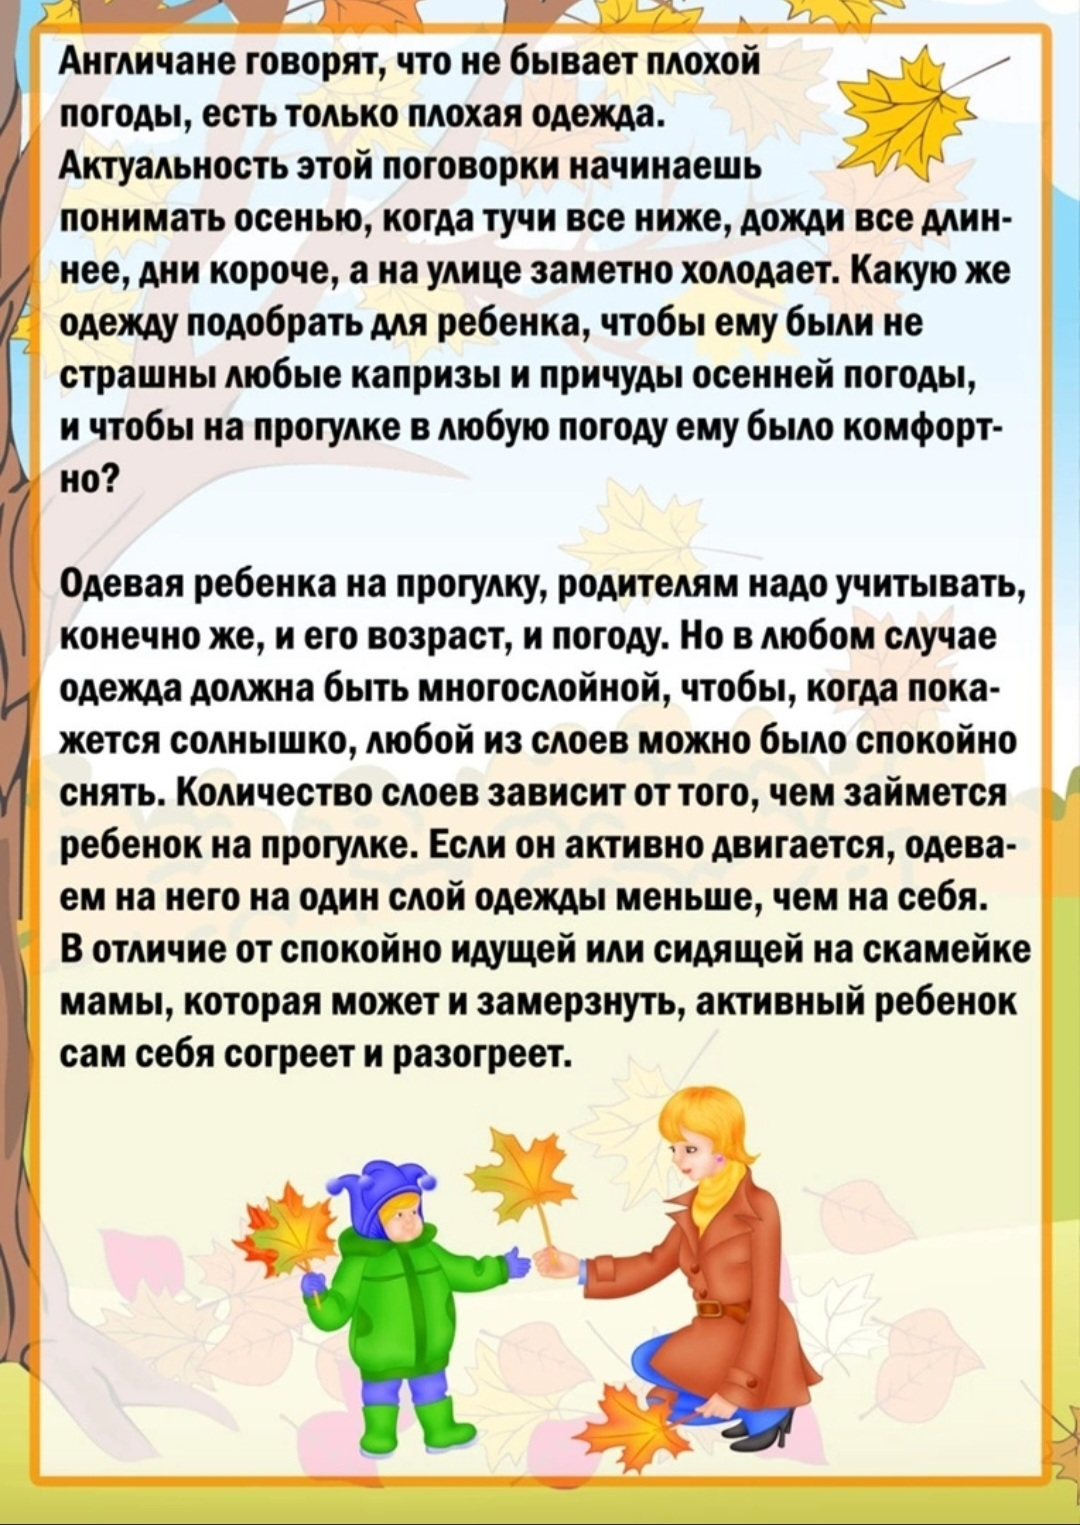 Англичане говорят, что не бывает плохой
погоды, есть только плохая одежда.
Актуальность этой поговорки начинаешь
понимать осенью, когда тучи все ниже, дожди все длин-
нее, дни короче, а на улице заметно холодает. Какую же
одежду подобрать для ребенка, чтобы ему были не
страшны любые капризы и причуды осенней погоды,
и чтобы на прогулке в любую погоду ему было комфорт-
но?
Одевая ребенка на прогулку, родителям надо учитывать,
конечно же, и его возраст, и погоду. Но в любом случае
одежда должна быть многослойной, чтобы, когда пока-
жется солнышко, любой из слоев можно было спокойно
снять. Количество слоев зависит от того, чем займется
ребенок на прогулке. Если он активно двигается, одева-
ем на него на один слой одежды меньше, чем на себя.
В отличие от спокойно идущей или сидящей на скамейке
мамы, которая может и замерзнуть, активный ребенок
сам себя согреет и разогреет.